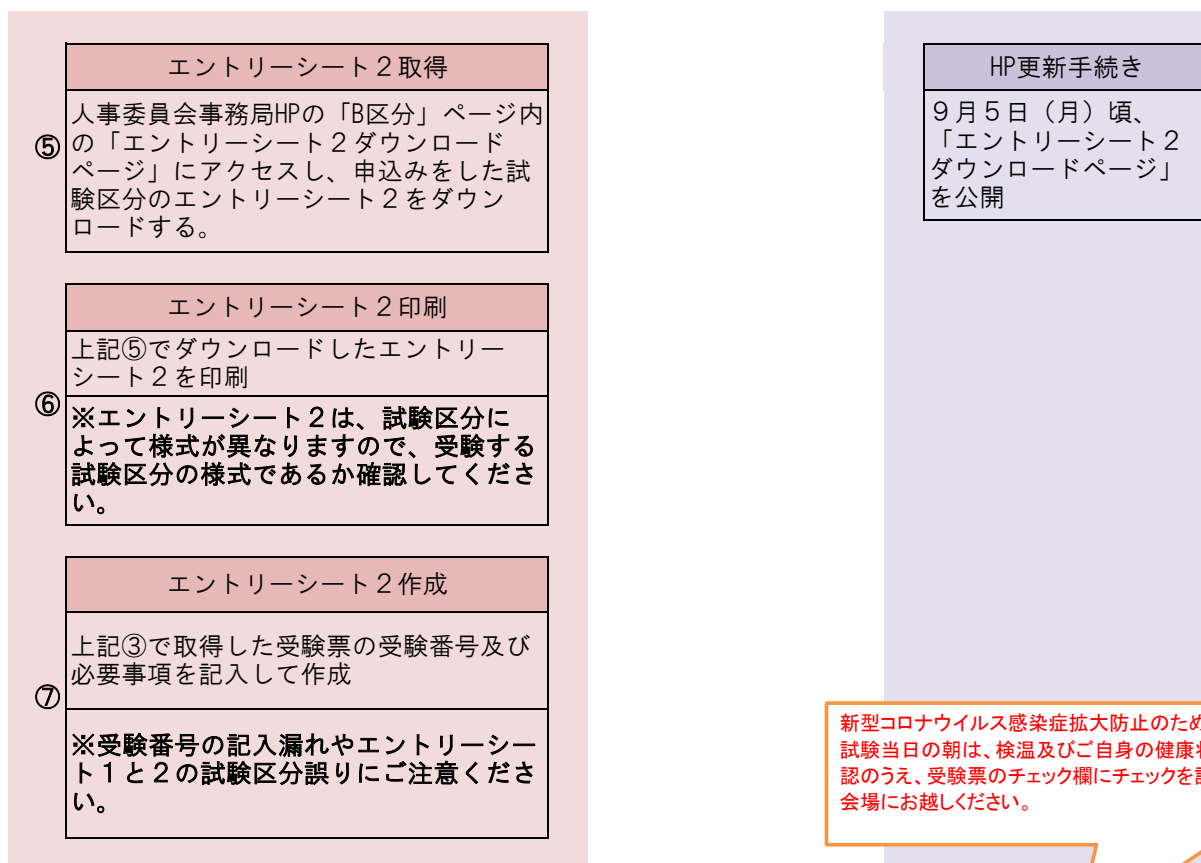 エントリーシート２取得
⑤
人事委員会事務局HPの「B区分」ページ内
の「エントリーシート２ダウンロード
ページ」にアクセスし、申込みをした試
験区分のエントリーシート２をダウン
ロードする。
エントリーシート２印刷
⑥
上記⑤でダウンロードしたエントリー
シート２を印刷
※エントリーシート２は、試験区分に
よって様式が異なりますので、受験する
試験区分の様式であるか確認してくださ
い。
エントリーシート２作成
⑦
上記③で取得した受験票の受験番号及び
必要事項を記入して作成
※受験番号の記入漏れやエントリーシー
ト１と２の試験区分誤りにご注意くださ
い。
HP更新手続き
９月５日（月）頃、
「エントリーシート２
ダウンロードページ」
を公開
新型コロナウイルス感染症拡大防止のため
試験当日の朝は、検温及びご自身の健康
認のうえ、受験票のチェック欄にチェックを
会場にお越しください。